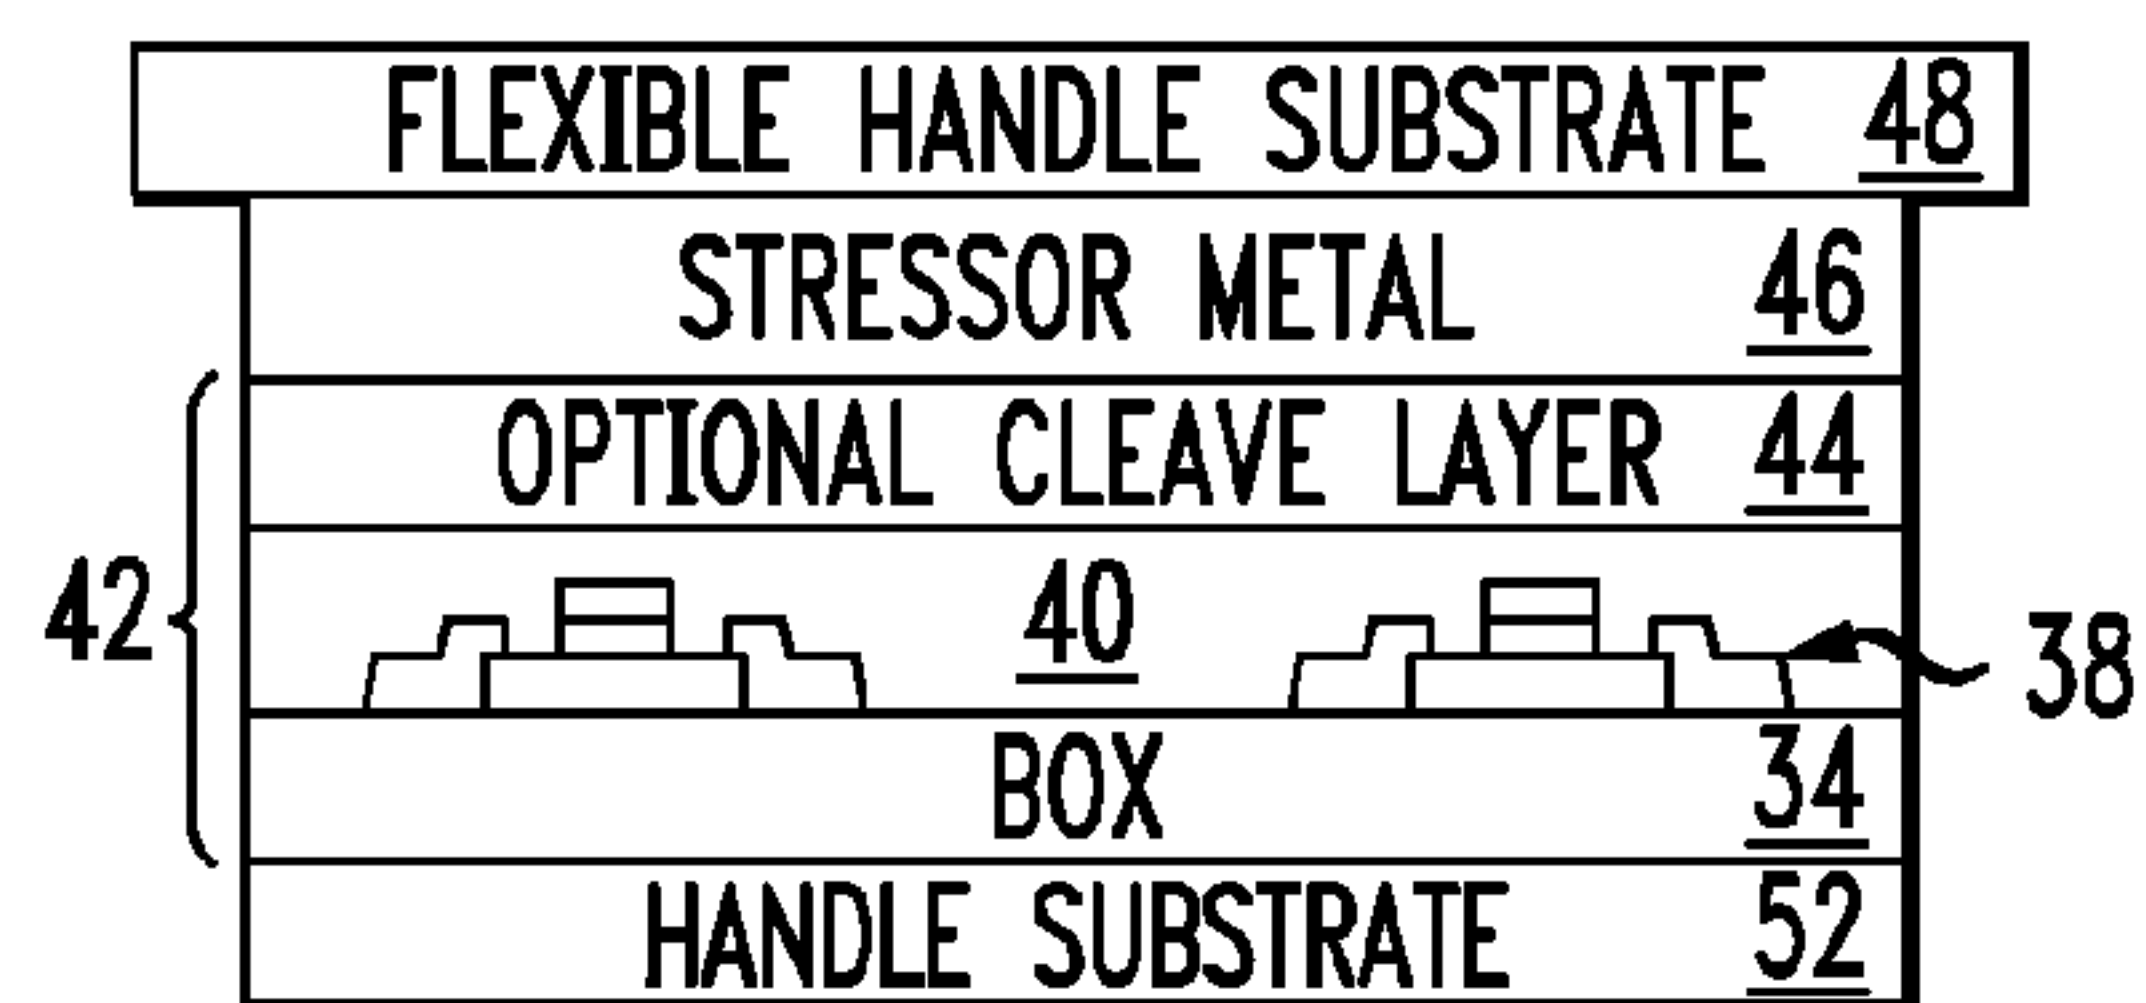 FLEXIBLE HANDLE SUBSTRATE 48
STRESSOR METAL 46
OPTIONAL CLEAVE LAYER 44
42
40
38
BOX 34
HANDLE SUBSTRATE 52